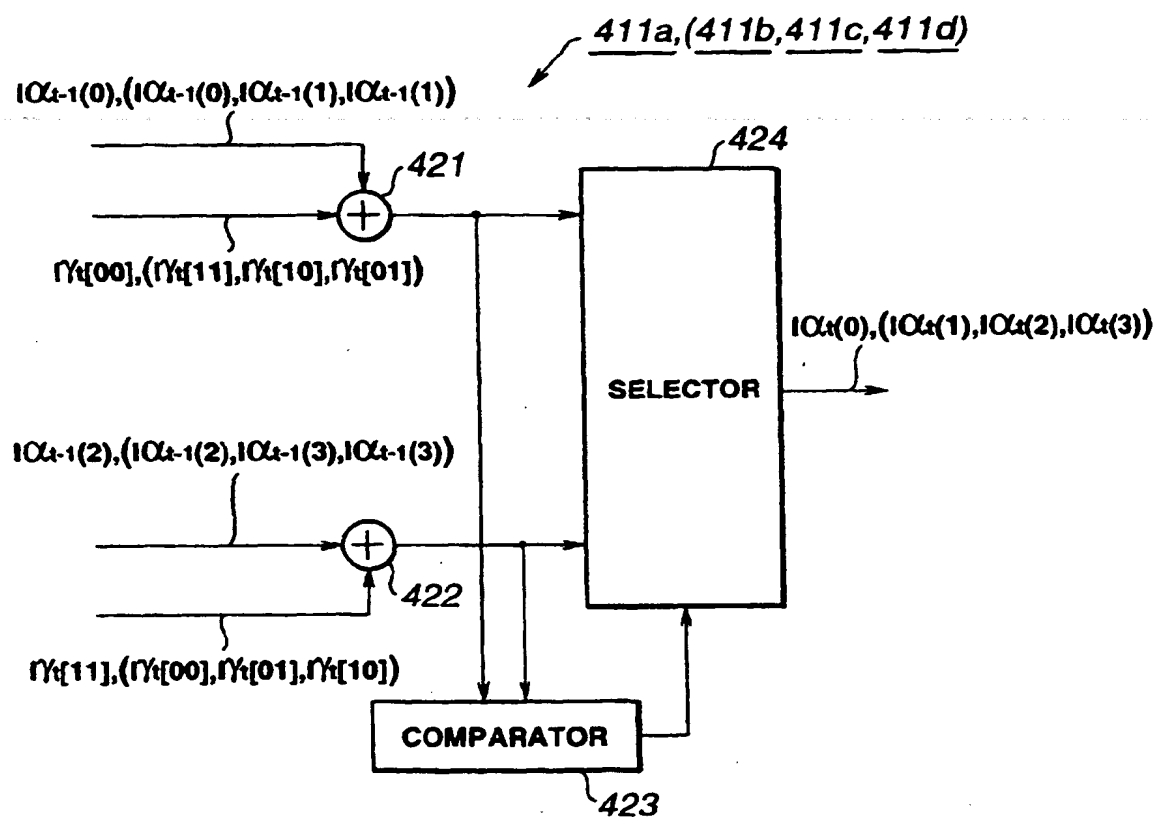 411a,(411b,411c,411d)
Iαt-1(0),(Iαt-1(0),Iαt-1(1),Iαt-1(1))
424
421
+
Iγt[00],(Iγt[11],Iγt[10],Iγt[01])
Iαt(0),(Iαt(1),Iαt(2),Iαt(3))
SELECTOR
Iαt-1(2),(Iαt-1(2),Iαt-1(3),Iαt-1(3))
+
422
Iγt[11],(Iγt[00],Iγt[01],Iγt[10])
COMPARATOR
423